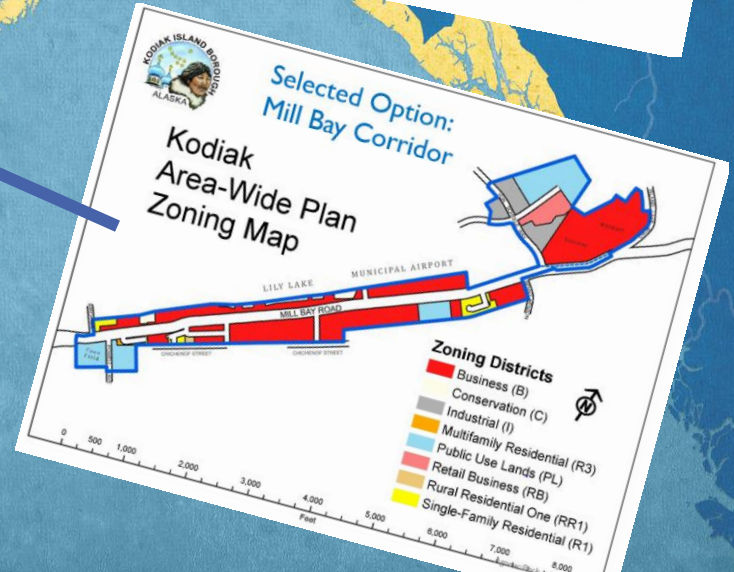 KODIAK ISLAND BOROUGH
ALASKA
Selected Option:
Mill Bay Corridor
Kodiak
Area-Wide Plan
Zoning Map
LILY LAKE
MUNICIPAL AIRPORT
MILL BAY ROAD
CHICHENOF STREET
CHICHENOF STREET
Zoning Districts
Business (B)
Conservation (C)
Industrial (I)
Multifamily Residential (R3)
Public Use Lands (PL)
Retail Business (RB)
Rural Residential One (RR1)
Single-Family Residential (R1)
N
0
500
1,000
2,000
3,000
4,000
5,000
6,000
7,000
8,000
Feet